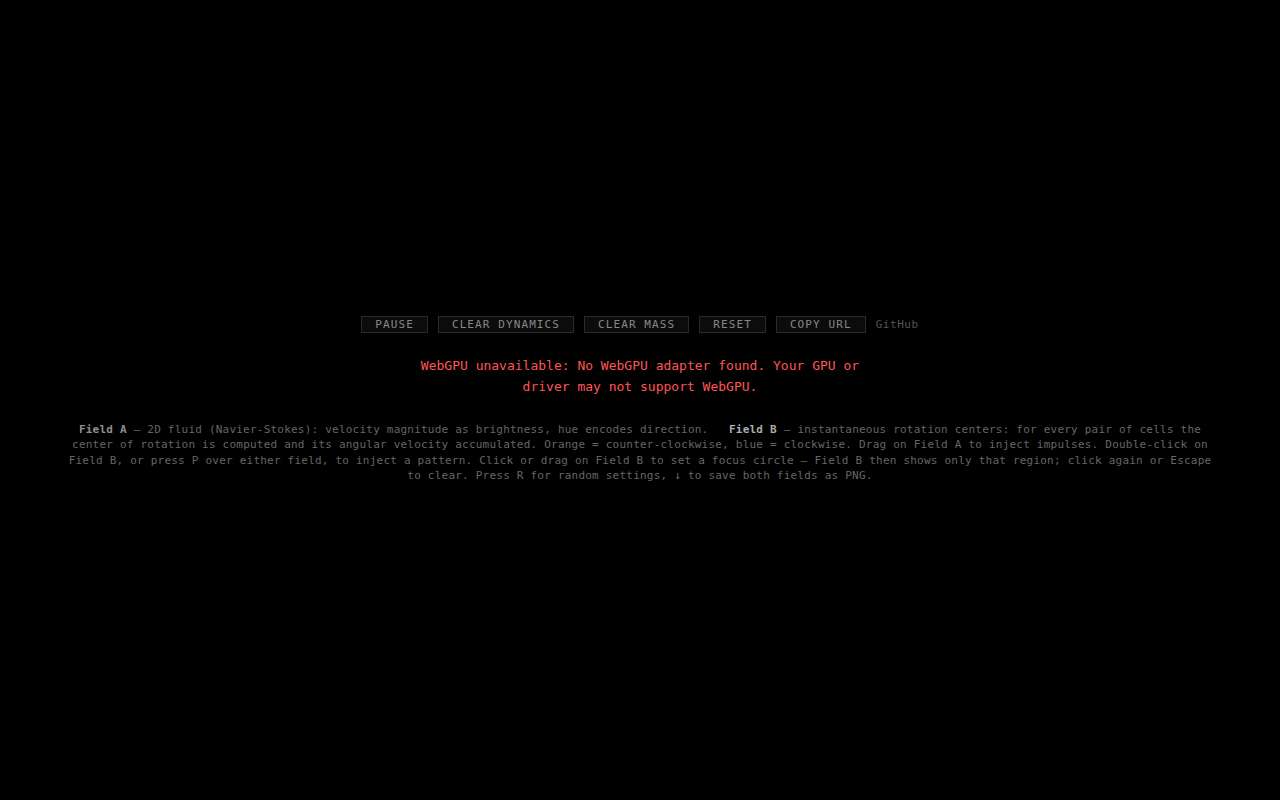 PAUSE CLEAR DYNAMICS CLEAR MASS RESET COPY URL GitHub
WebGPU unavailable: No WebGPU adapter found. Your GPU or
driver may not support WebGPU.
Field A — 2D fluid (Navier-Stokes): velocity magnitude as brightness, hue encodes direction. Field B — instantaneous rotation centers: for every pair of cells the
center of rotation is computed and its angular velocity accumulated. Orange = counter-clockwise, blue = clockwise. Drag on Field A to inject impulses. Double-click on
Field B, or press P over either field, to inject a pattern. Click or drag on Field B to set a focus circle — Field B then shows only that region; click again or Escape
to clear. Press R for random settings, ↓ to save both fields as PNG.